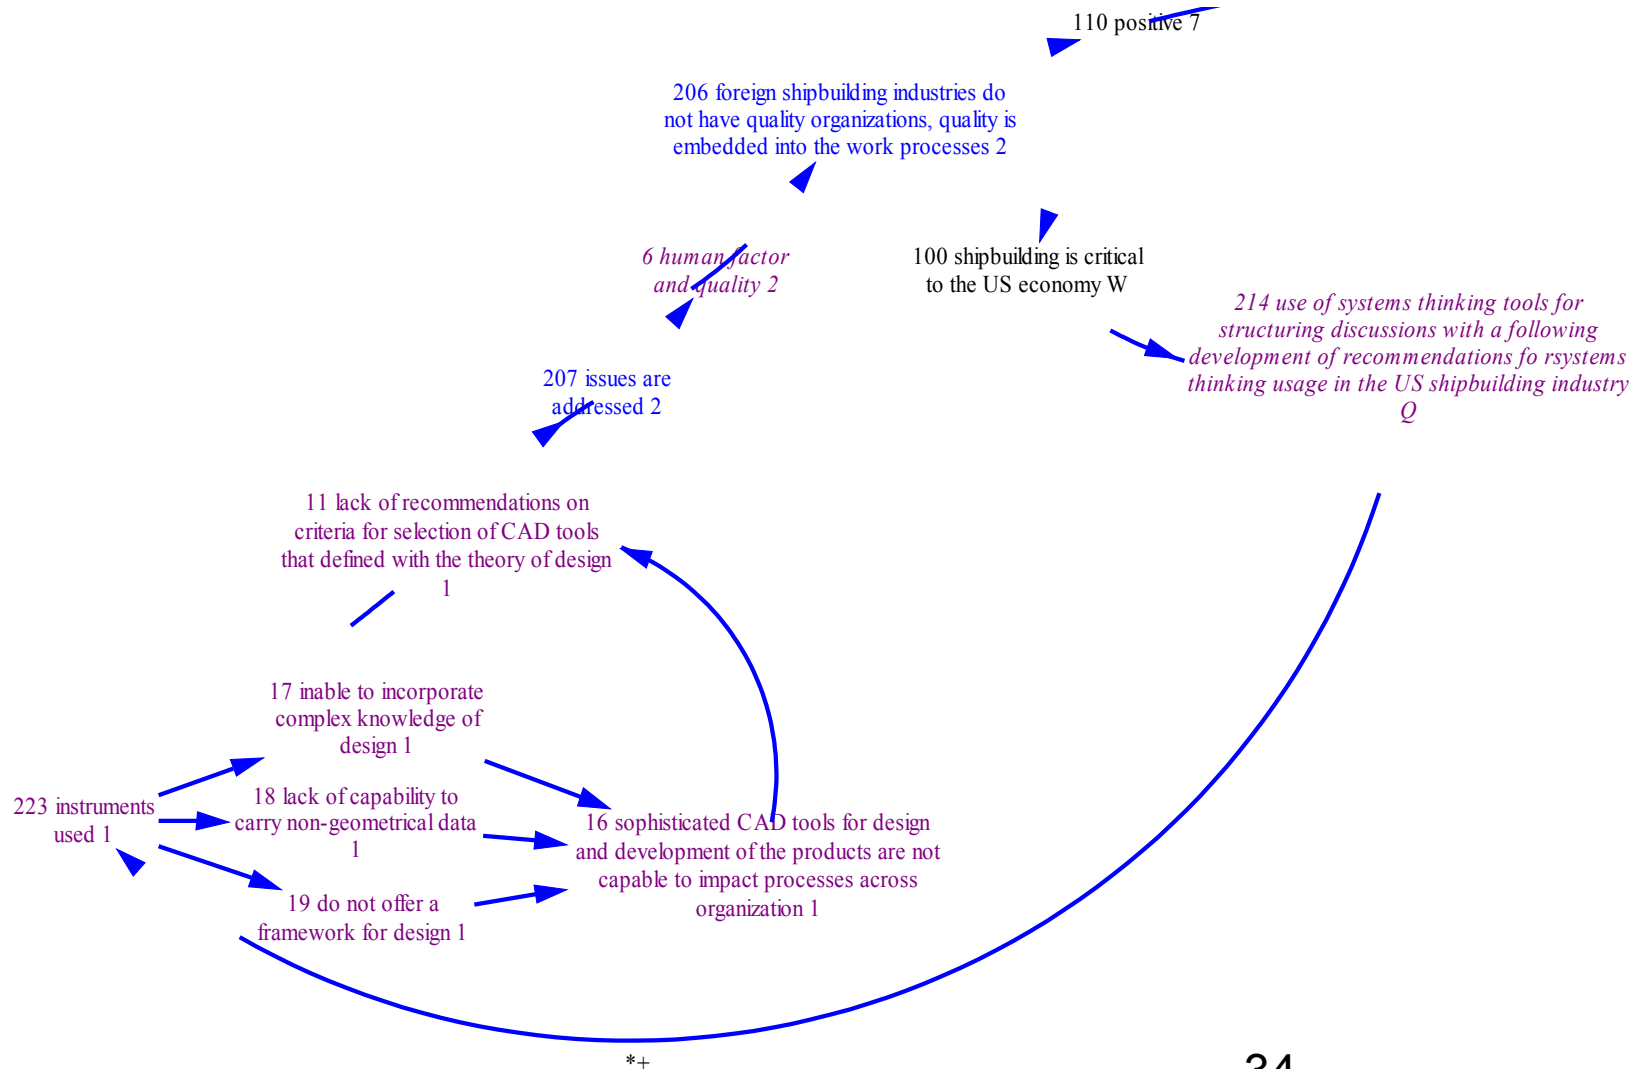 110 positive 7
206 foreign shipbuilding industries do
not have quality organizations, quality is
embedded into the work processes 2
6 human factor
and quality 2
100 shipbuilding is critical
to the US economy W
214 use of systems thinking tools for
structuring discussions with a following
development of recommendations fo rsystems
thinking usage in the US shipbuilding industry
Q
207 issues are
addressed 2
11 lack of recommendations on
criteria for selection of CAD tools
that defined with the theory of design
1
17 inable to incorporate
complex knowledge of
design 1
223 instruments
used 1
18 lack of capability to
carry non-geometrical data
1
16 sophisticated CAD tools for design
and development of the products are not
capable to impact processes across
organization 1
19 do not offer a
framework for design 1
*+
34